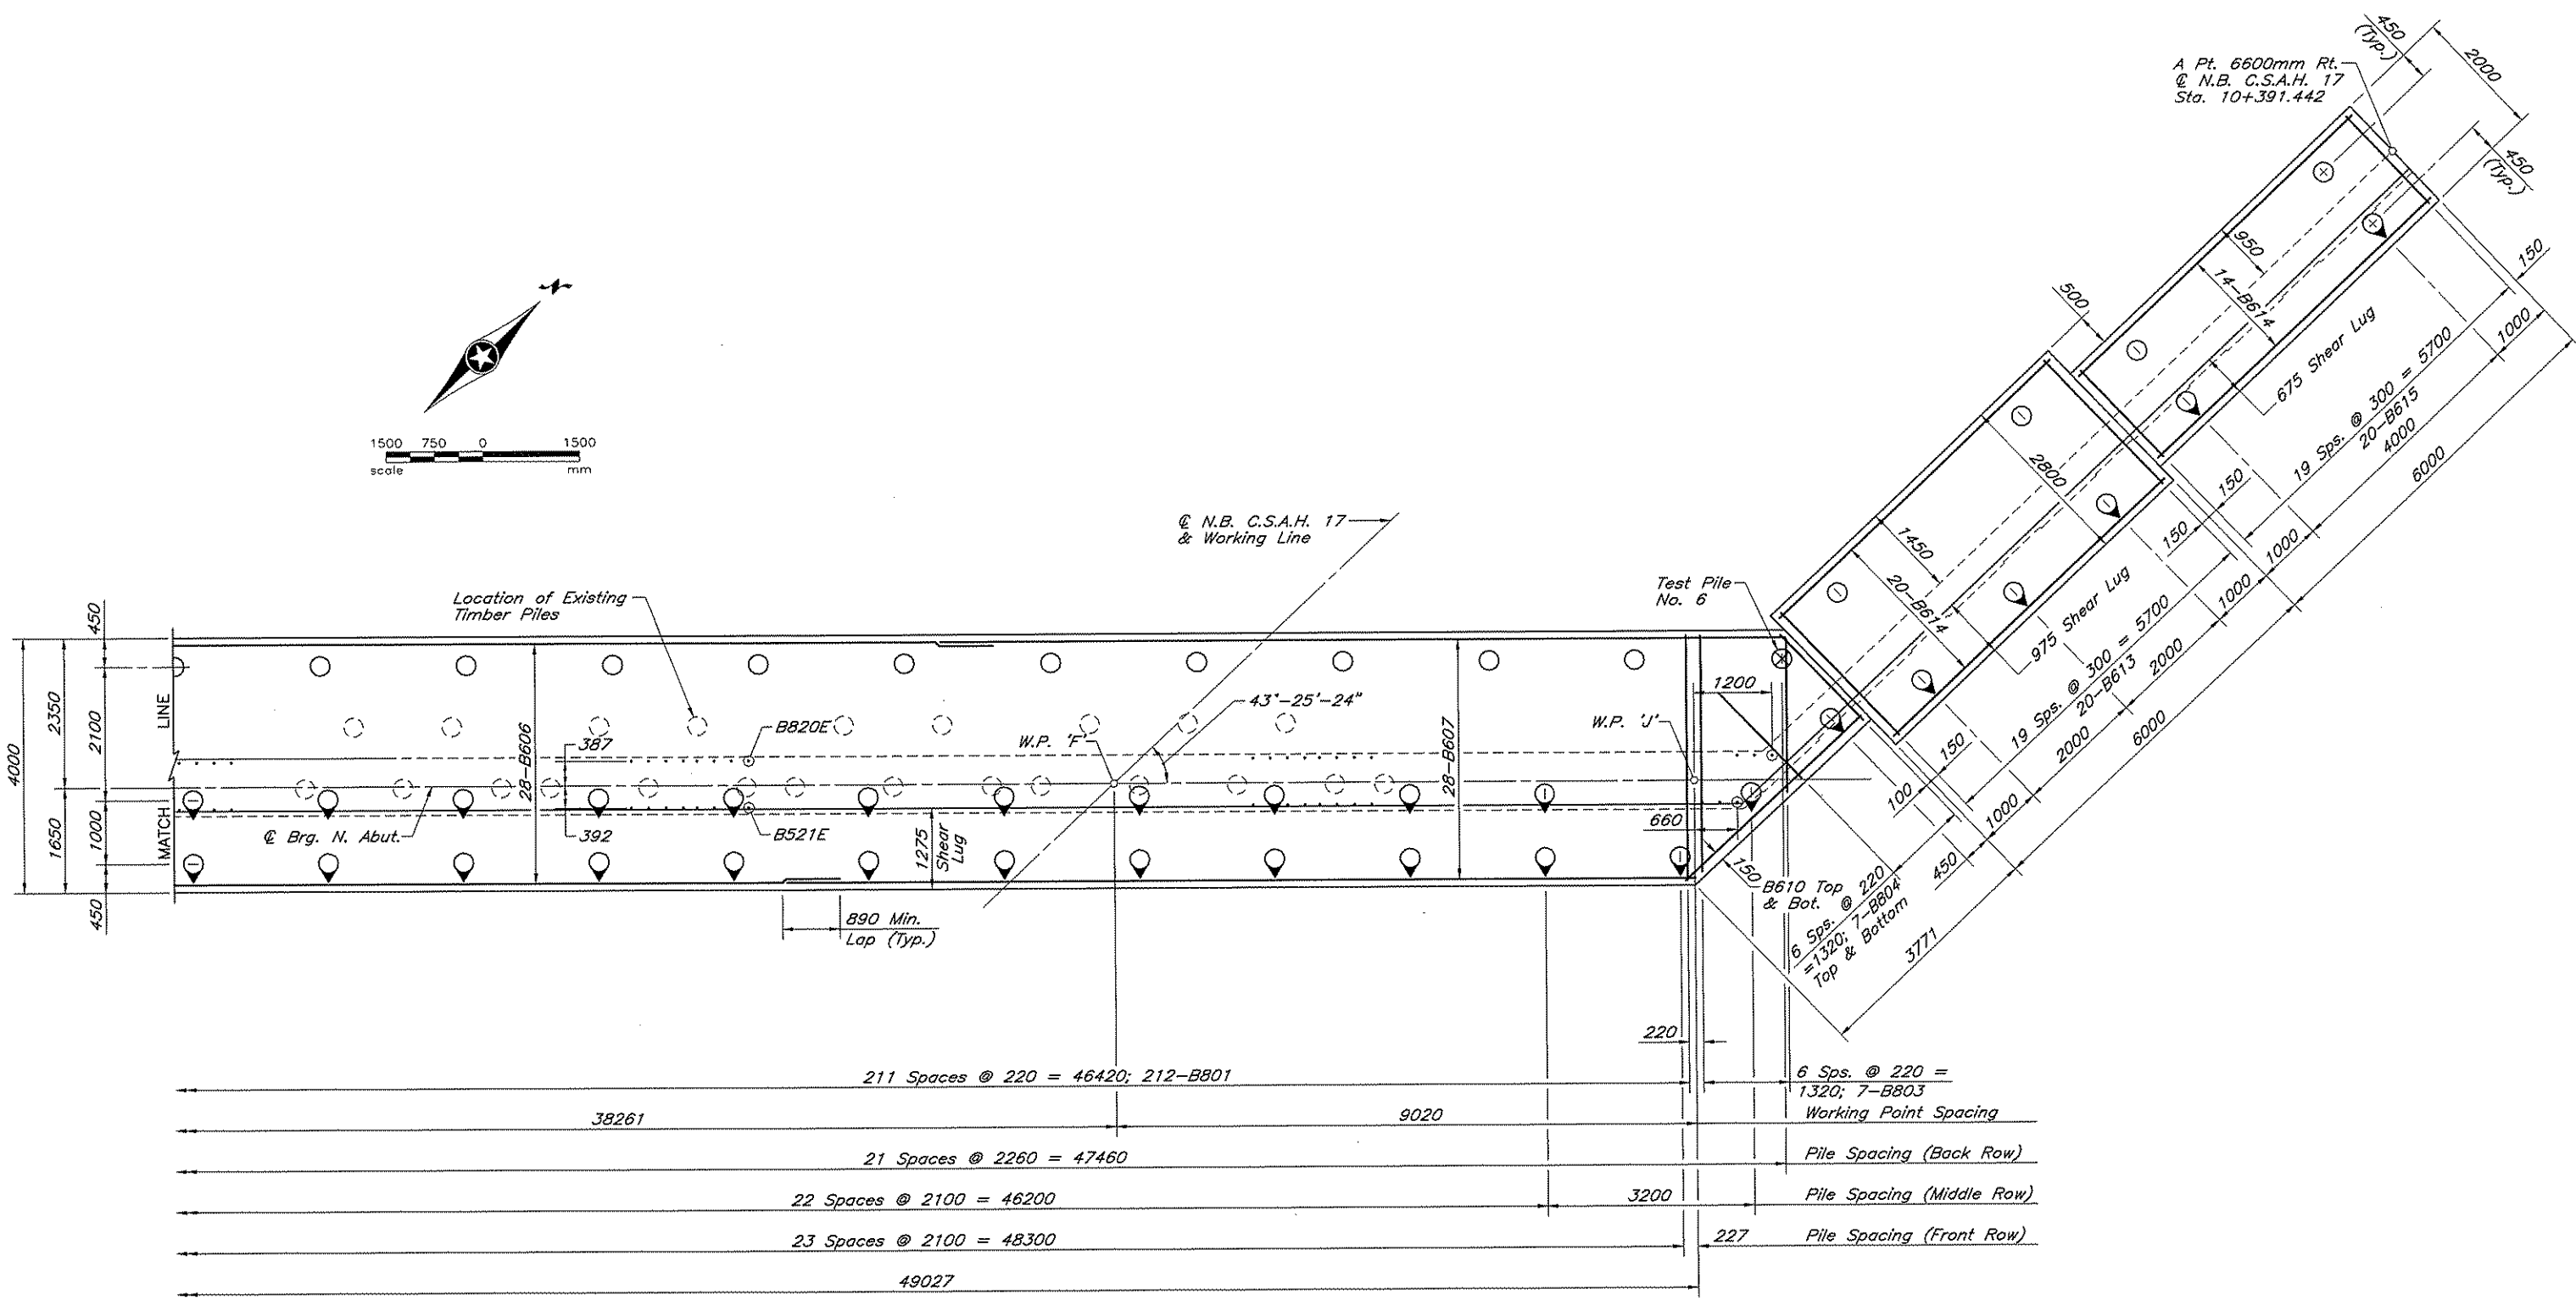 450
(Typ.)
2000
A Pt. 6600mm Rt.
℄ N.B. C.S.A.H. 17
Sta. 10+391.442
450
(Typ.)
N
950
150
500
14-B614
675 Shear Lug
1000
19 Sps. @ 300 = 5700
20-B615
4000
6000
1500 750 0 1500
scale mm
2800
150
150
1000
℄ N.B. C.S.A.H. 17
& Working Line
1450
20-B614
975 Shear Lug
1000
19 Sps. @ 300 = 5700
20-B613
2000
2000
6000
Test Pile
No. 6
Location of Existing
Timber Piles
450
4000
2350
2100
LINE
28-B606
387
B820E
W.P. 'F'
43°-25'-24"
28-B607
W.P. 'J'
1200
150
100
1000
1650
1000
MATCH
℄ Brg. N. Abut.
392
B521E
1275
Shear
Lug
660
150
B610 Top
& Bot.
450
6 Sps. @ 220
=1320; 7-B804
Top & Bottom
3771
450
890 Min.
Lap (Typ.)
220
211 Spaces @ 220 = 46420; 212-B801
6 Sps. @ 220 =
1320; 7-B803
38261
9020
Working Point Spacing
21 Spaces @ 2260 = 47460
Pile Spacing (Back Row)
22 Spaces @ 2100 = 46200
3200
Pile Spacing (Middle Row)
23 Spaces @ 2100 = 48300
227
Pile Spacing (Front Row)
49027